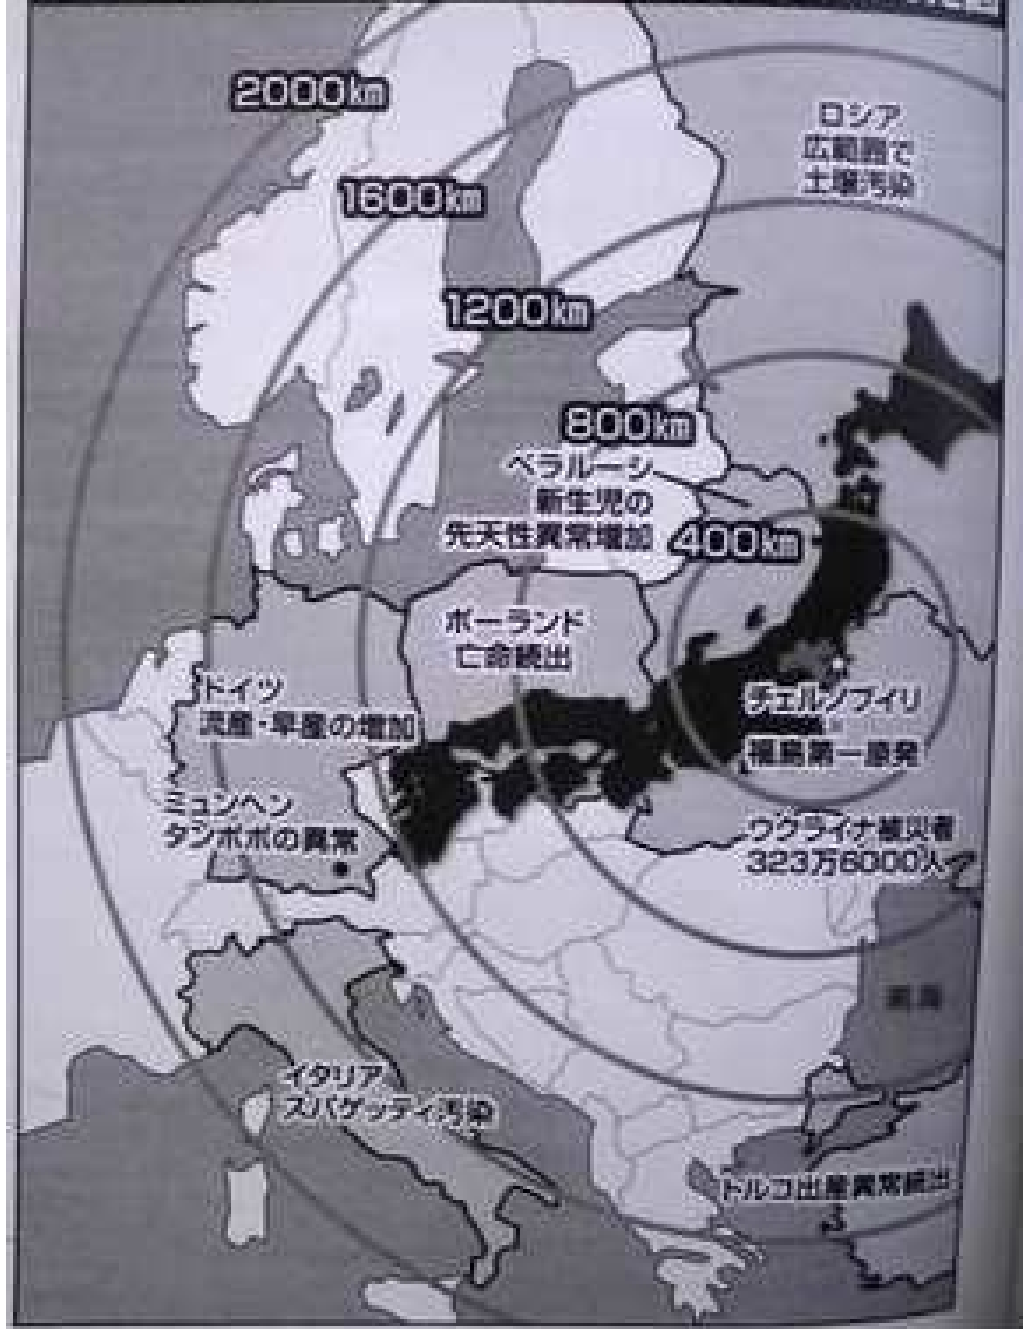 2000km
ロシア
広範囲で
土壌汚染
1600km
1200km
800km
ベラルーシ
新生児の
先天性異常増加
400km
ポーランド
亡命続出
ドイツ
流産・早産の増加
チェルノブイリ
福島第一原発
ミュンヘン
タンポポの異常
ウクライナ被災者
323万6000人
黒海
イタリア
スパゲッティ汚染
トルコ出産異常続出